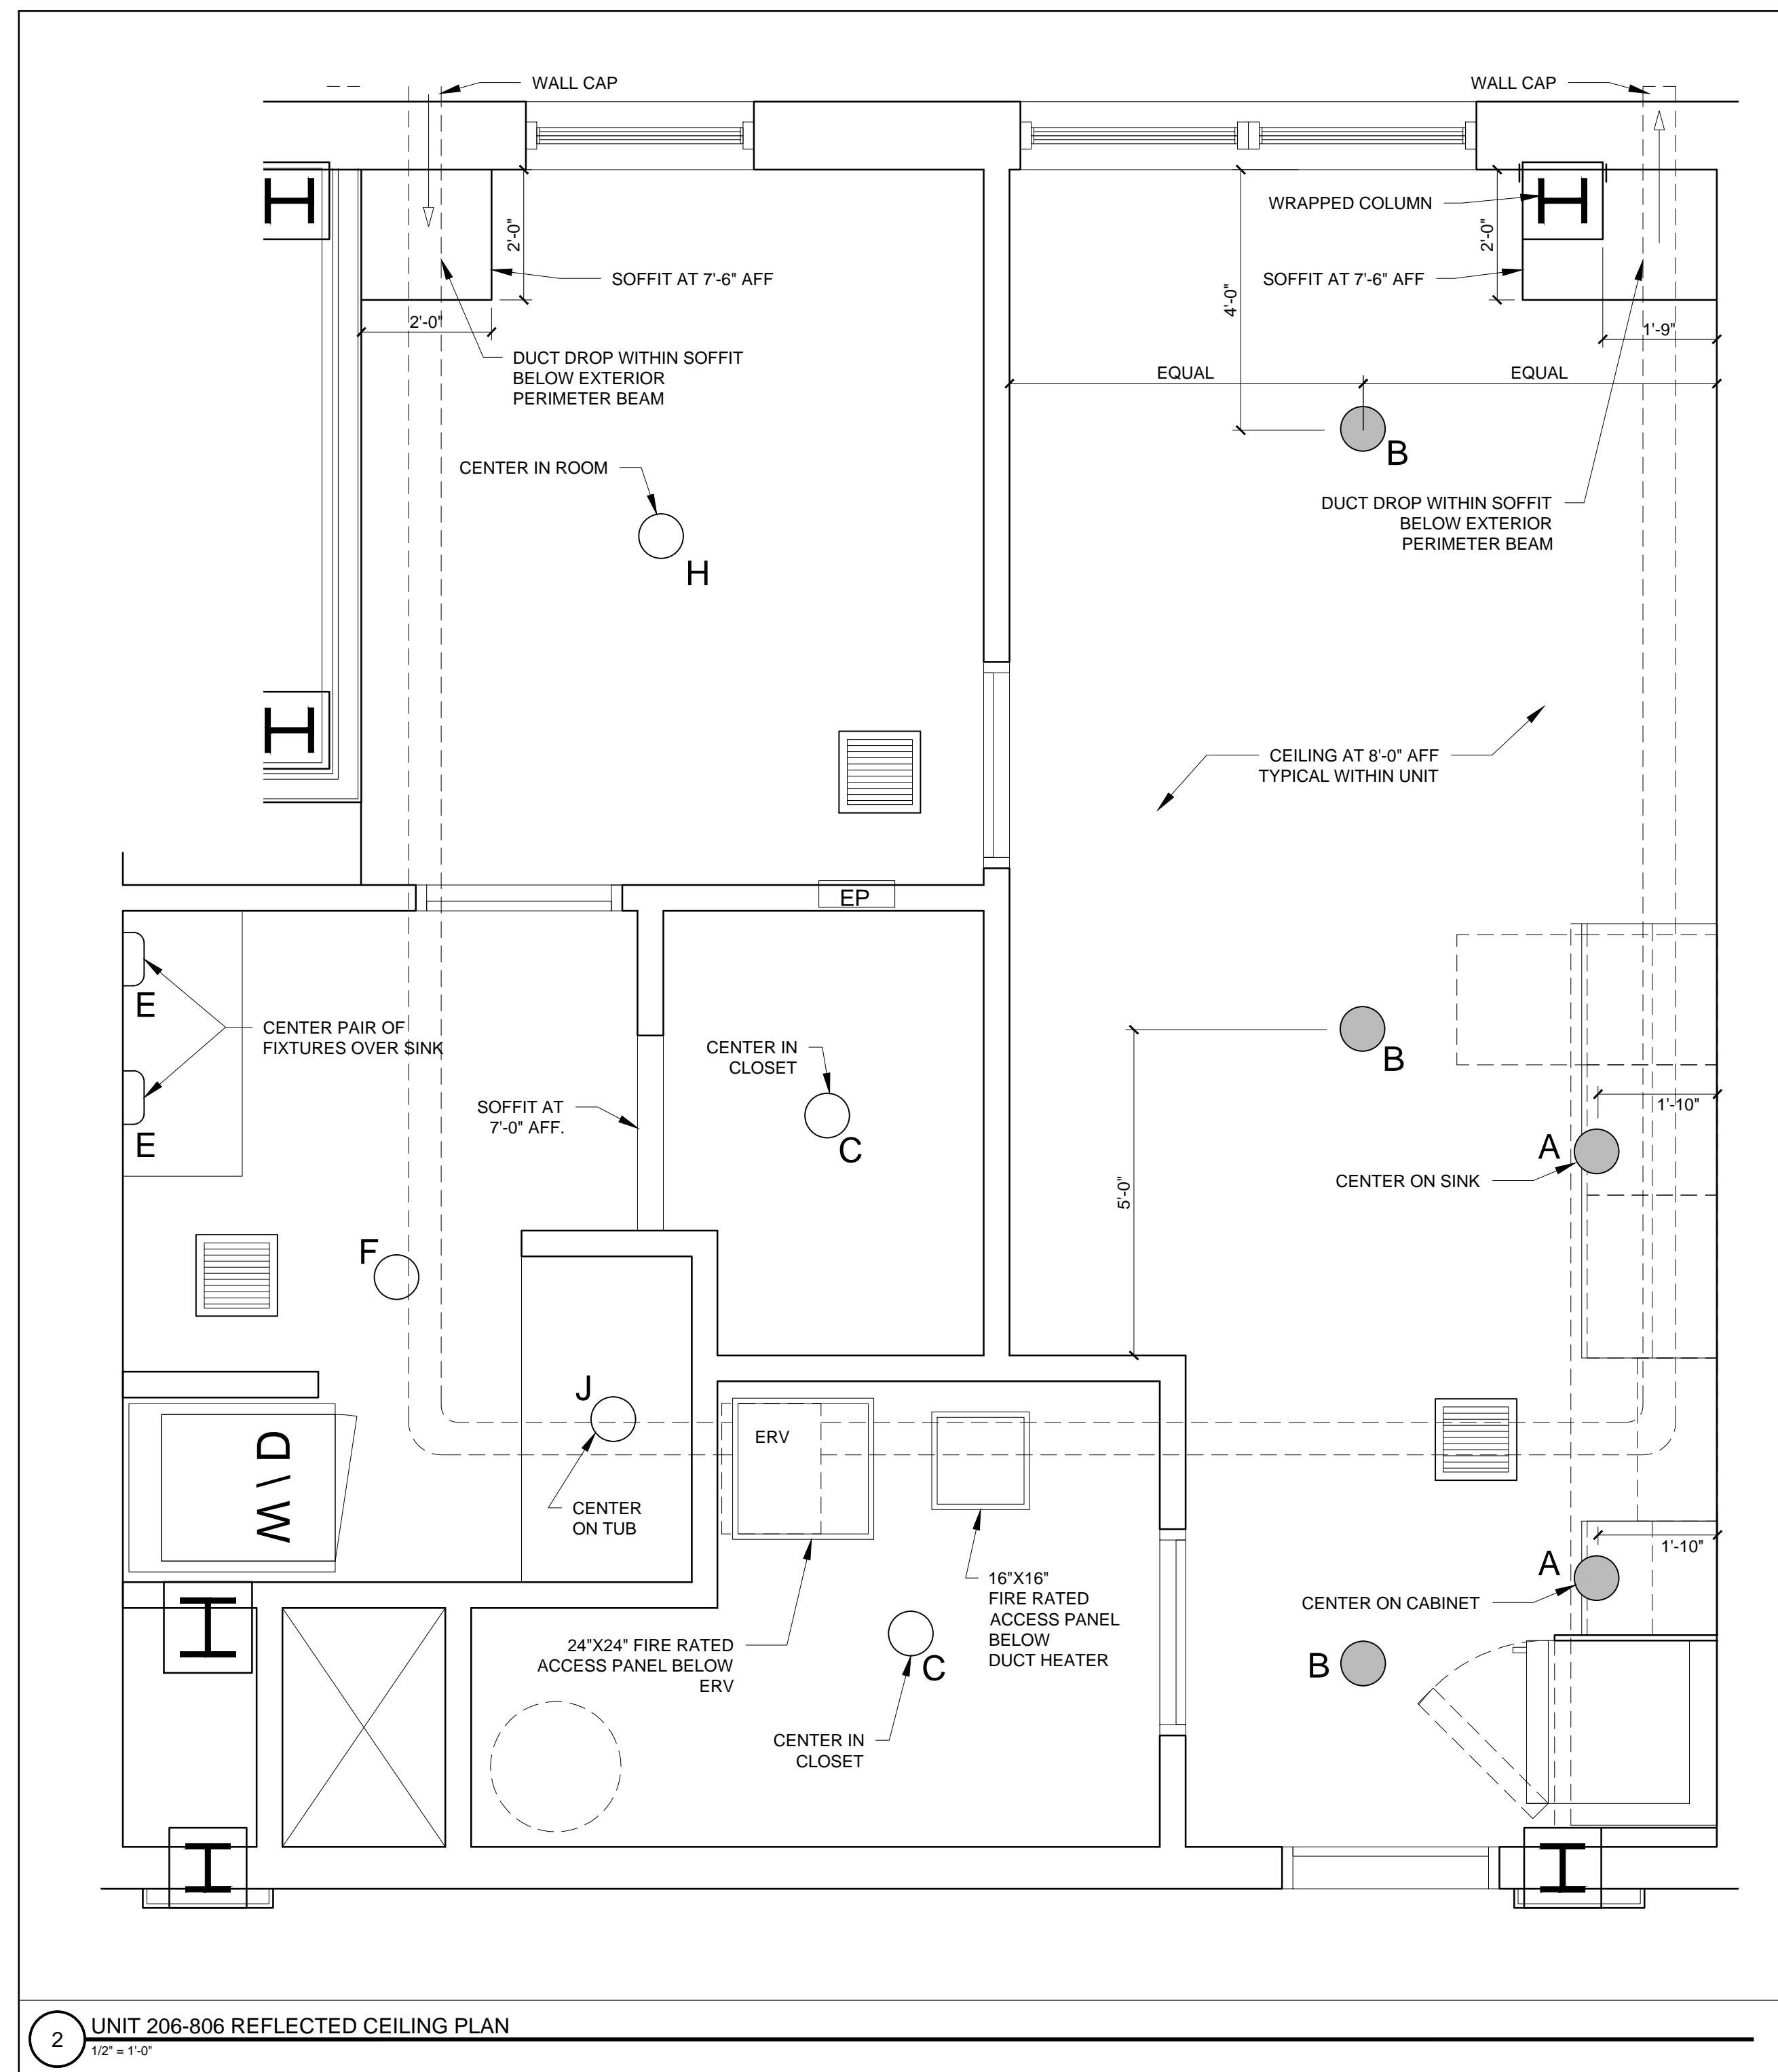 WALL CAP
WALL CAP
WRAPPED COLUMN
2'-0"
2'-0"
SOFFIT AT 7'-6" AFF
SOFFIT AT 7'-6" AFF
4'-0"
2'-0"
1'-9"
DUCT DROP WITHIN SOFFIT
BELOW EXTERIOR
PERIMETER BEAM
EQUAL
EQUAL
B
CENTER IN ROOM
H
DUCT DROP WITHIN SOFFIT
BELOW EXTERIOR
PERIMETER BEAM
CEILING AT 8'-0" AFF
TYPICAL WITHIN UNIT
EP
E
CENTER PAIR OF
FIXTURES OVER SINK
E
CENTER IN
CLOSET
C
SOFFIT AT
7'-0" AFF.
B
1'-10"
A
CENTER ON SINK
5'-0"
F
J
CENTER
ON TUB
W \ D
ERV
16"X16"
FIRE RATED
ACCESS PANEL
BELOW
DUCT HEATER
24"X24" FIRE RATED
ACCESS PANEL BELOW
ERV
C
CENTER IN
CLOSET
1'-10"
A
CENTER ON CABINET
B
2
UNIT 206-806 REFLECTED CEILING PLAN
1/2" = 1'-0"